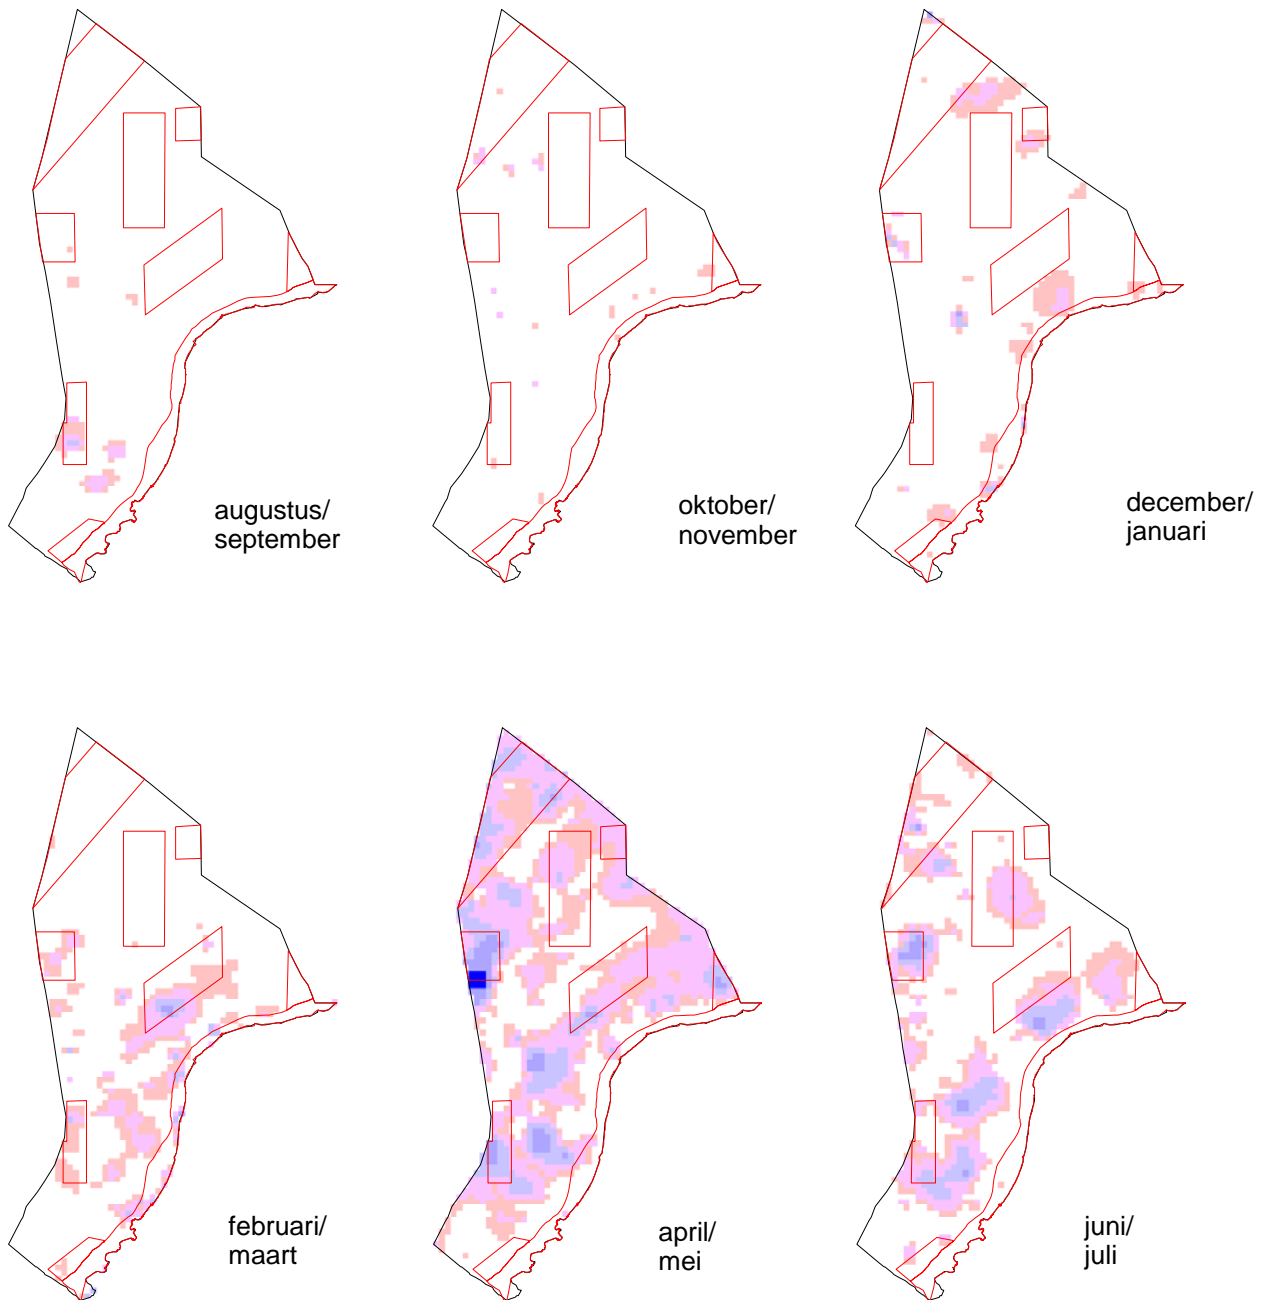 augustus/
september
oktober/
november
december/
januari
februari/
maart
april/
mei
juni/
juli